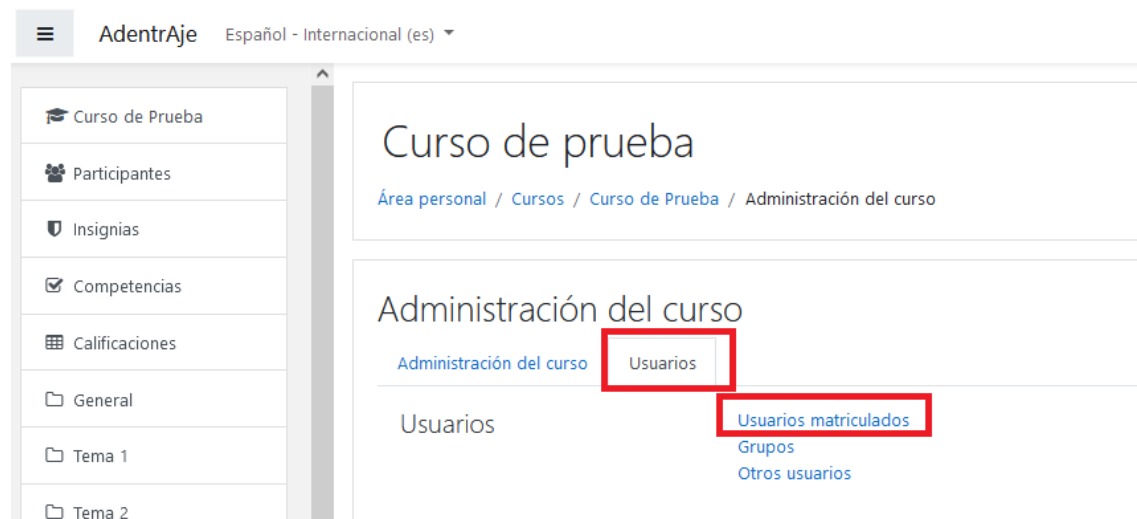 AdentrAje Español - Internacional (es)
Curso de Prueba
Participantes
Insignias
Competencias
Calificaciones
General
Tema 1
Tema 2
Curso de prueba
Área personal / Cursos / Curso de Prueba / Administración del curso
Administración del curso
Administración del curso Usuarios
Usuarios
Usuarios matriculados
Grupos
Otros usuarios